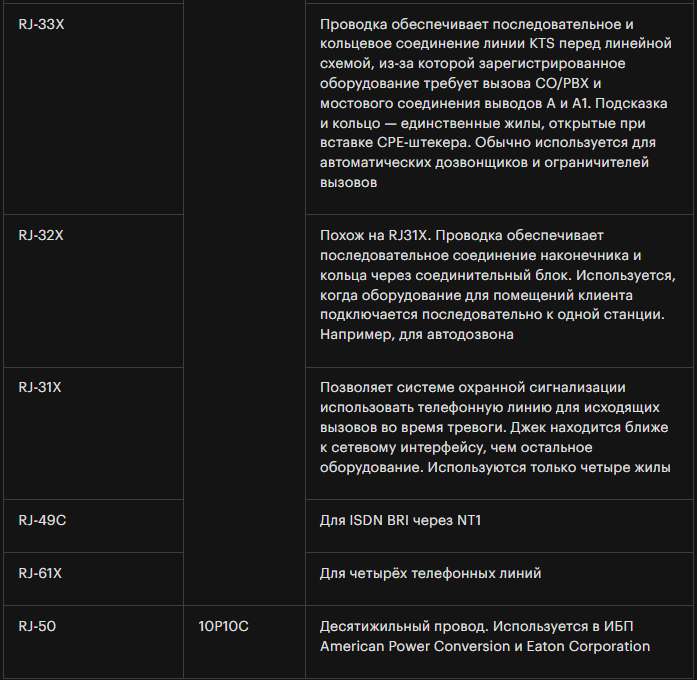 RJ-33X
Проводка обеспечивает последовательное и
кольцевое соединение линии KTS перед линейной
схемой, из-за которой зарегистрированное
оборудование требует вызова CO/PBX и
мостового соединения выводов A и A1. Подсказка
и кольцо — единственные жилы, открытые при
вставке CPE-штекера. Обычно используется для
автоматических дозвонщиков и ограничителей
вызовов
RJ-32X
Похож на RJ31X. Проводка обеспечивает
последовательное соединение наконечника и
кольца через соединительный блок. Используется,
когда оборудование для помещений клиента
подключается последовательно к одной станции.
Например, для автодозвона
RJ-31X
Позволяет системе охранной сигнализации
использовать телефонную линию для исходящих
вызовов во время тревоги. Джек находится ближе
к сетевому интерфейсу, чем остальное
оборудование. Используются только четыре жилы
RJ-49C
Для ISDN BRI через NT1
RJ-61X
Для четырёх телефонных линий
RJ-50
10P10C
Десятижильный провод. Используется в ИБП
American Power Conversion и Eaton Corporation